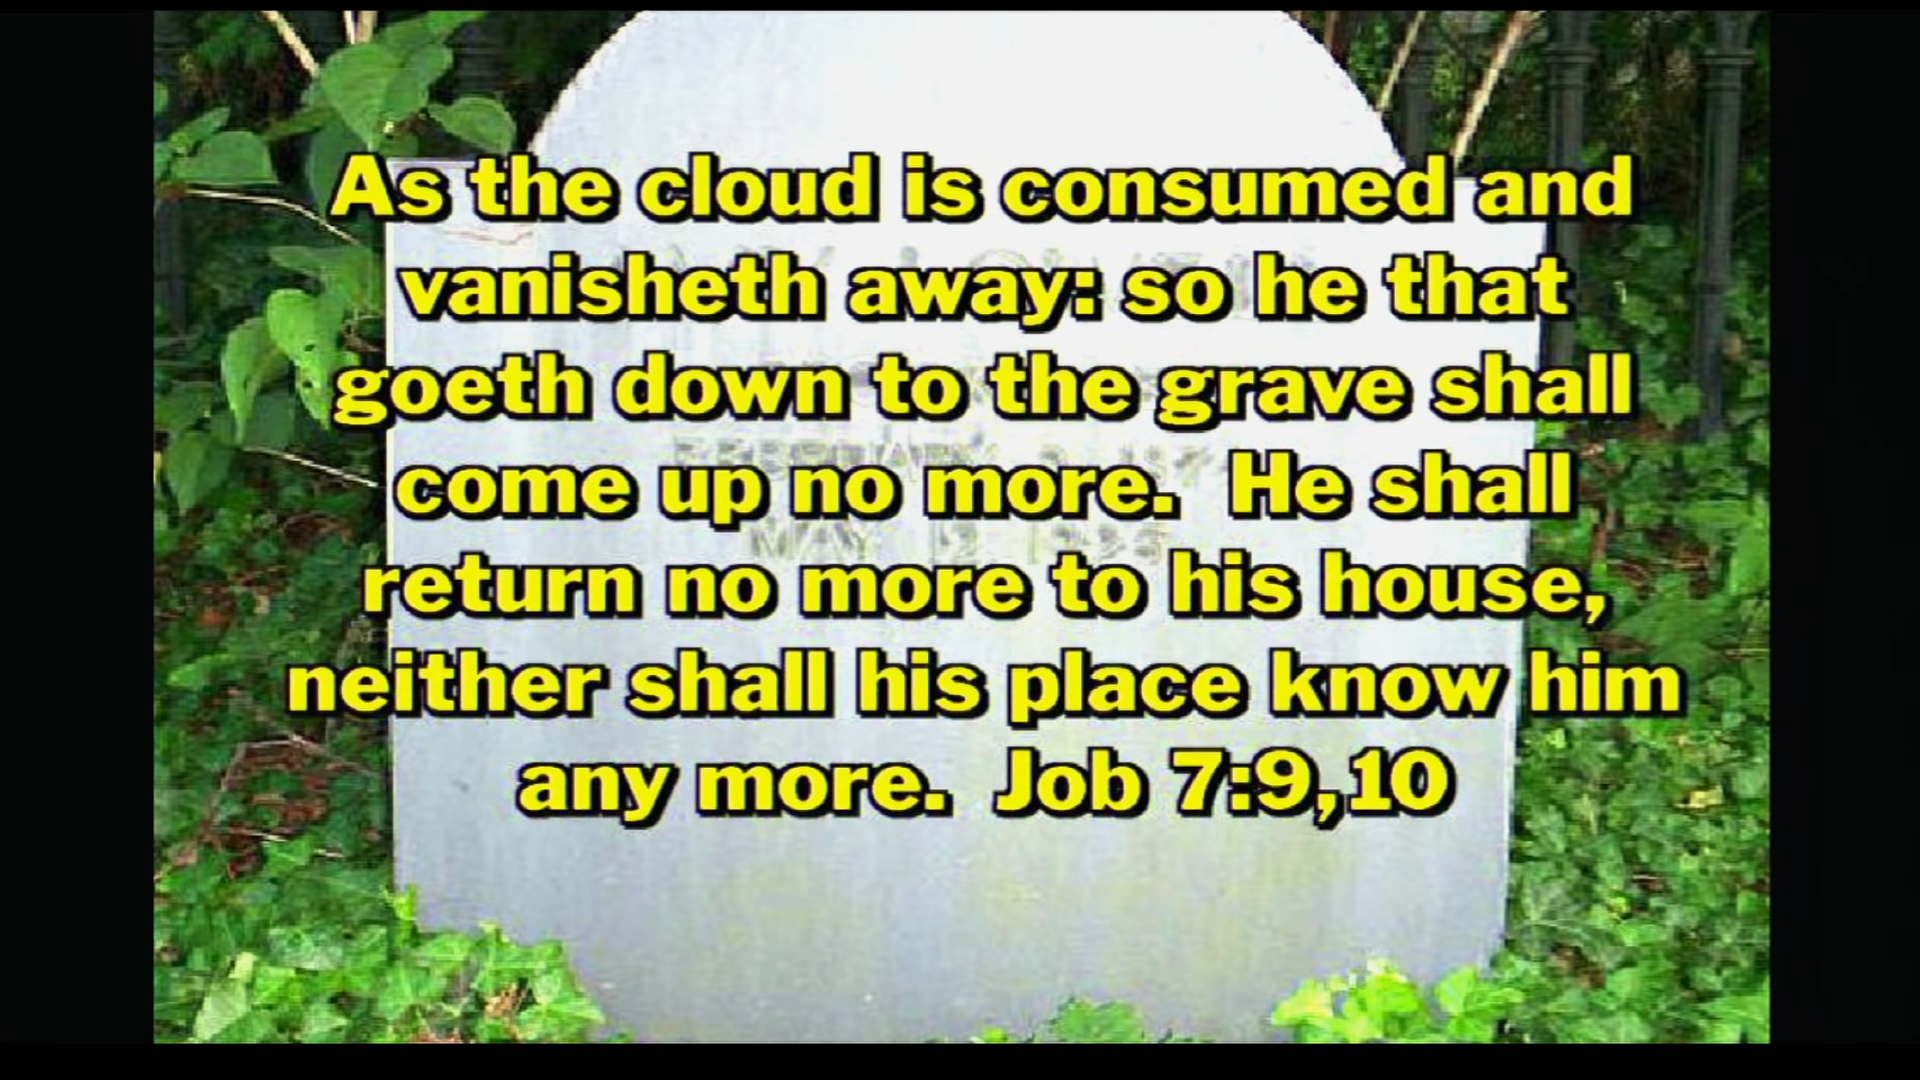 As the cloud is consumed and
vanisheth away: so he that
goeth down to the grave shall
come up no more.  He shall
return no more to his house,
neither shall his place know him
any more.  Job 7:9,10
MAY 12